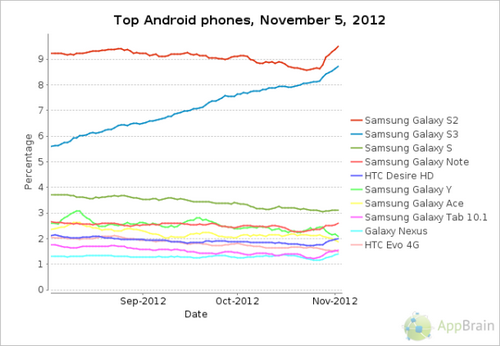 Top Android phones, November 5, 2012
9
8
7
6
5
4
3
2
1
0
Percentage
Sep-2012
Oct-2012
Nov-2012
Date
Samsung Galaxy S2
Samsung Galaxy S3
Samsung Galaxy S
Samsung Galaxy Note
HTC Desire HD
Samsung Galaxy Y
Samsung Galaxy Ace
Samsung Galaxy Tab 10.1
Galaxy Nexus
HTC Evo 4G
AppBrain